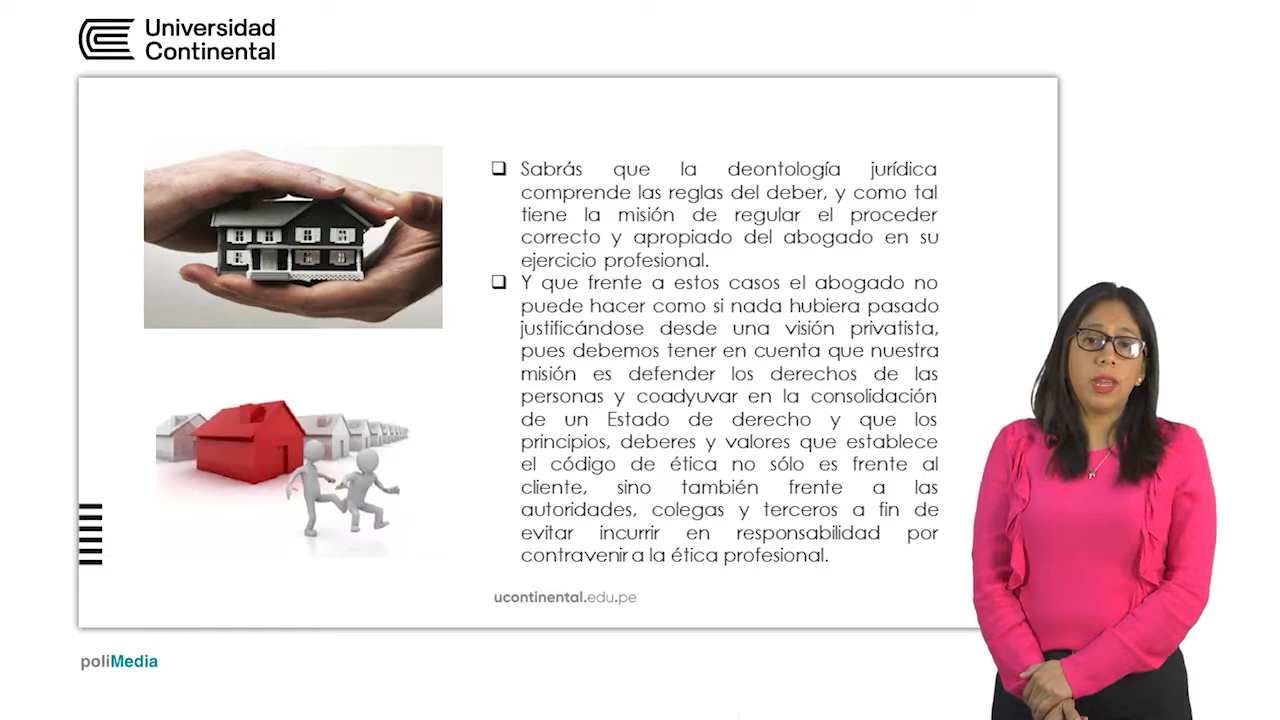 Universidad
Continental
Sabrás que la deontología jurídica
comprende las reglas del deber, y como tal
tiene la misión de regular el proceder
correcto y apropiado del abogado en su
ejercicio profesional.
Y que frente a estos casos el abogado no
puede hacer como si nada hubiera pasado
justificándose desde una visión privatista,
pues debemos tener en cuenta que nuestra
misión es defender los derechos de las
personas y coadyuvar en la consolidación
de un Estado de derecho y que los
principios, deberes y valores que establece
el código de ética no sólo es frente al
cliente, sino también frente a las
autoridades, colegas y terceros a fin de
evitar incurrir en responsabilidad por
contravenir a la ética profesional.
ucontinental.edu.pe
poliMedia